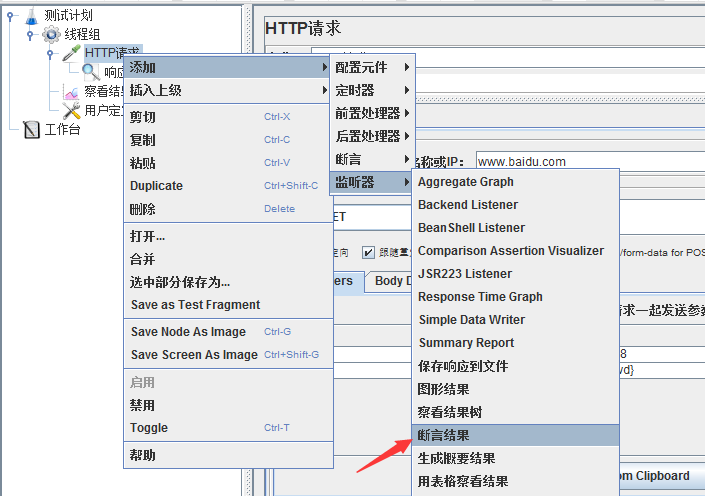 测试计划
线程组
HTTP请求
响应
察看结果
用户定
工作台
HTTP请求
名称或IP： www.baidu.com
ET
定向 跟随重
/form-data for POS
ers Body D
请求一起发送参数
8
vd}
om Clipboard
添加
插入上级
剪切 Ctrl-X
复制 Ctrl-C
粘贴 Ctrl-V
Duplicate Ctrl+Shift-C
删除 Delete
打开...
合并
选中部分保存为...
Save as Test Fragment
Save Node As Image Ctrl-G
Save Screen As Image Ctrl+Shift-G
启用
禁用
Toggle Ctrl-T
帮助
配置元件
定时器
前置处理器
后置处理器
断言
监听器
Aggregate Graph
Backend Listener
BeanShell Listener
Comparison Assertion Visualizer
JSR223 Listener
Response Time Graph
Simple Data Writer
Summary Report
保存响应到文件
图形结果
察看结果树
断言结果
生成概要结果
用表格察看结果